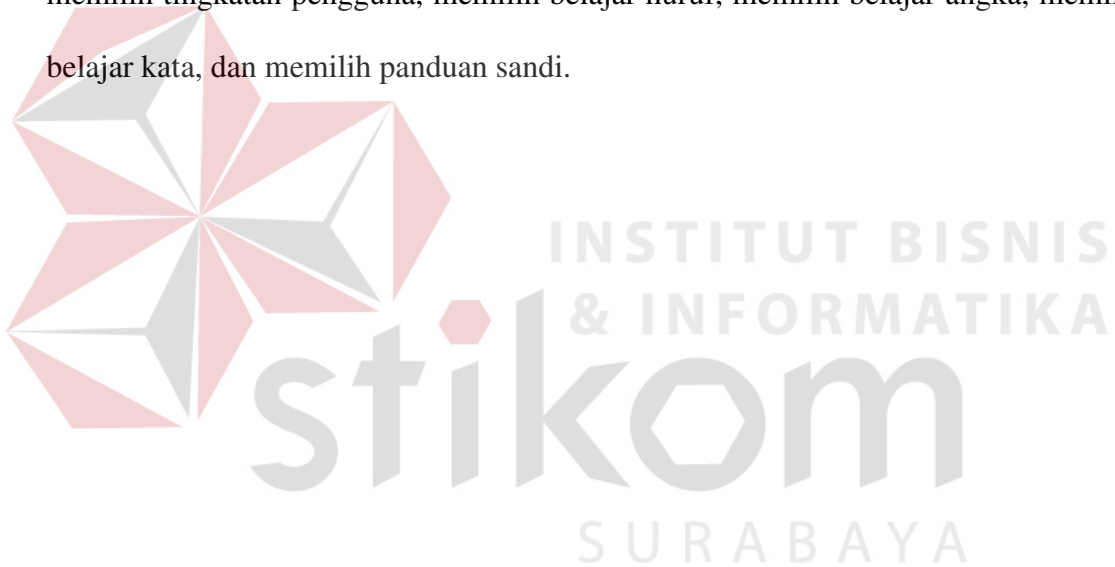 memilih tingkatan pengguna, memilih belajar huruf, memilih belajar angka,
belajar kata, dan memilih panduan sandi.
INSTITUT BISNIS
& INFORMATIKA
stikom
SURABAYA